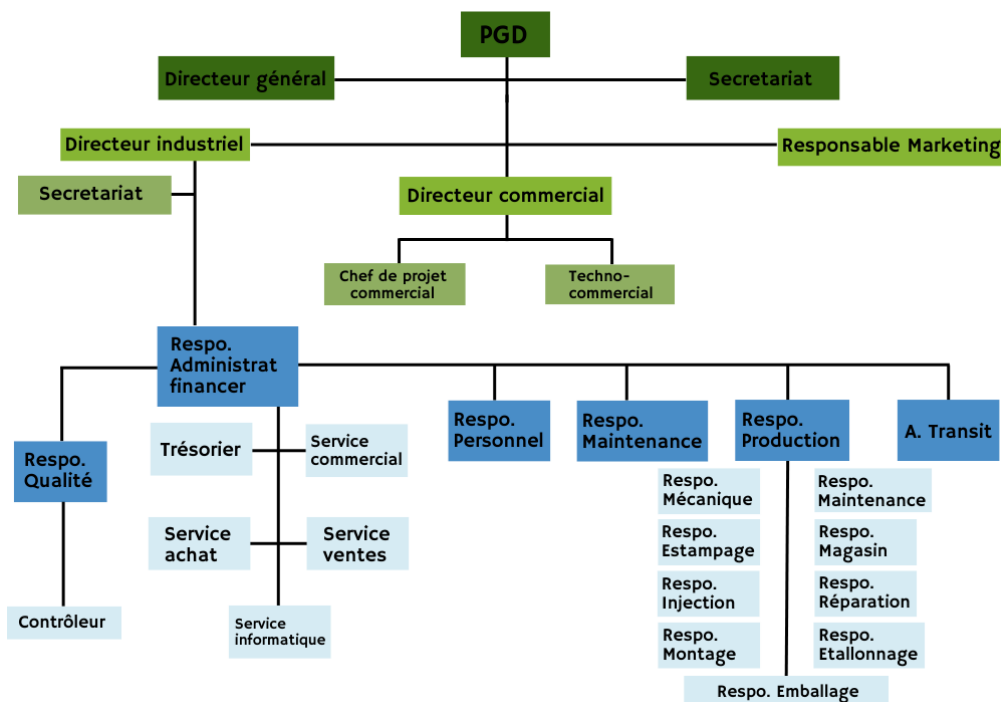 PGD
Directeur général
Secretariat
Directeur industriel
Responsable Marketing
Secretariat
Directeur commercial
Chef de projet
commercial
Techno-
commercial
Respo.
Administrat
financer
Respo.
Personnel
Respo.
Maintenance
Respo.
Production
A. Transit
Respo.
Qualité
Trésorier
Service
commercial
Service
achat
Service
ventes
Contrôleur
Service
informatique
Respo.
Mécanique
Respo.
Maintenance
Respo.
Estampage
Respo.
Magasin
Respo.
Injection
Respo.
Réparation
Respo.
Montage
Respo.
Etallonnage
Respo. Emballage